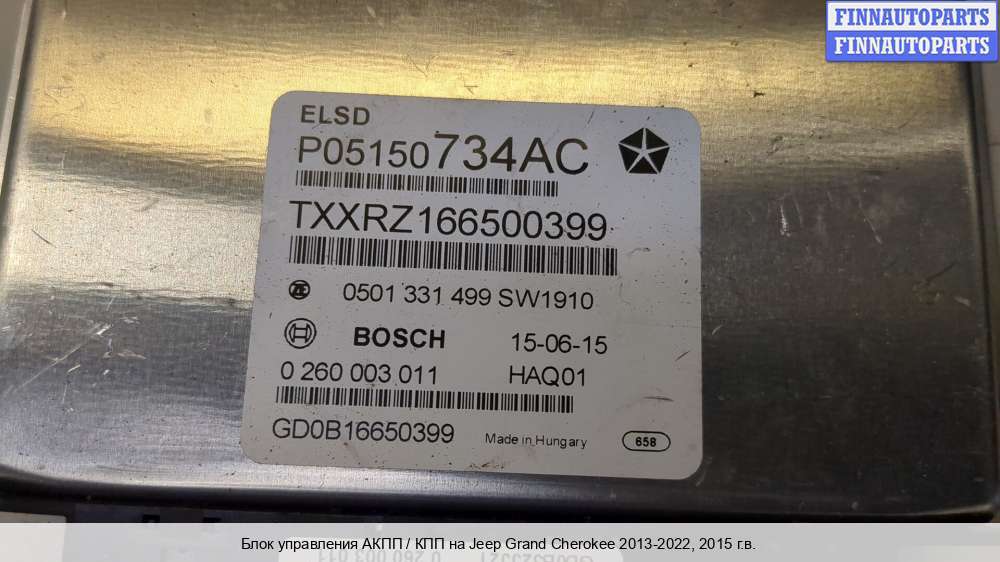 FINNAUTOPARTS
FINNAUTOPARTS
ELSD
P05150734AC
TXXRZ166500399
0501 331 499 SW1910
BOSCH 15-06-15
0 260 003 011 HAQ01
GD0B16650399 Made in Hungary 658
Блок управления АКПП / КПП на Jeep Grand Cherokee 2013-2022, 2015 г.в.